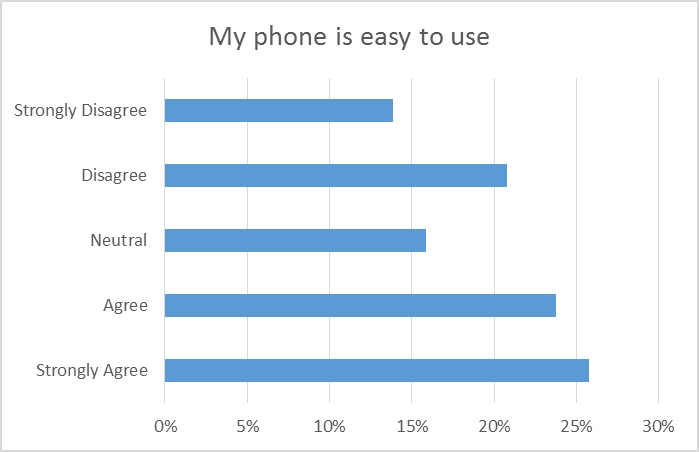 My phone is easy to use
Strongly Disagree
Disagree
Neutral
Agree
Strongly Agree
0% 5% 10% 15% 20% 25% 30%